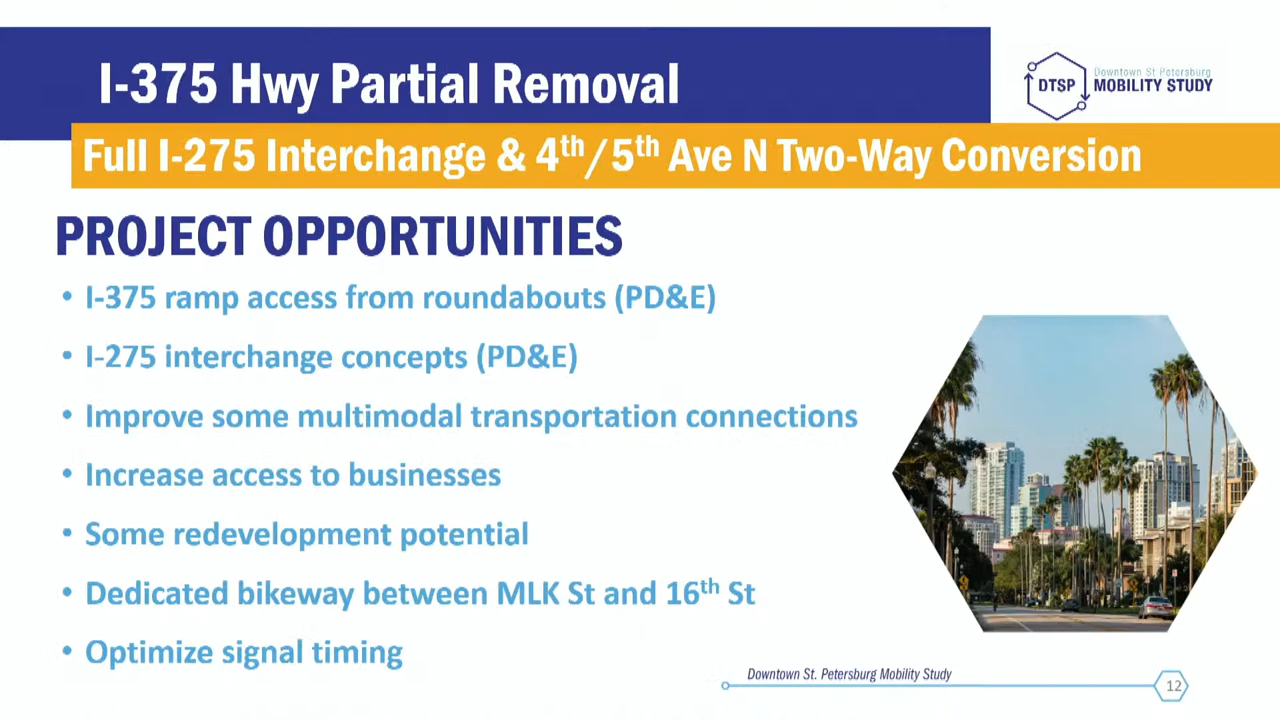 I-375 Hwy Partial Removal
DTSP
Downtown St. Petersburg
MOBILITY STUDY
Full I-275 Interchange & 4th/5th Ave N Two-Way Conversion
PROJECT OPPORTUNITIES
• I-375 ramp access from roundabouts (PD&E)
• I-275 interchange concepts (PD&E)
• Improve some multimodal transportation connections
• Increase access to businesses
• Some redevelopment potential
• Dedicated bikeway between MLK St and 16th St
• Optimize signal timing
Downtown St. Petersburg Mobility Study
12